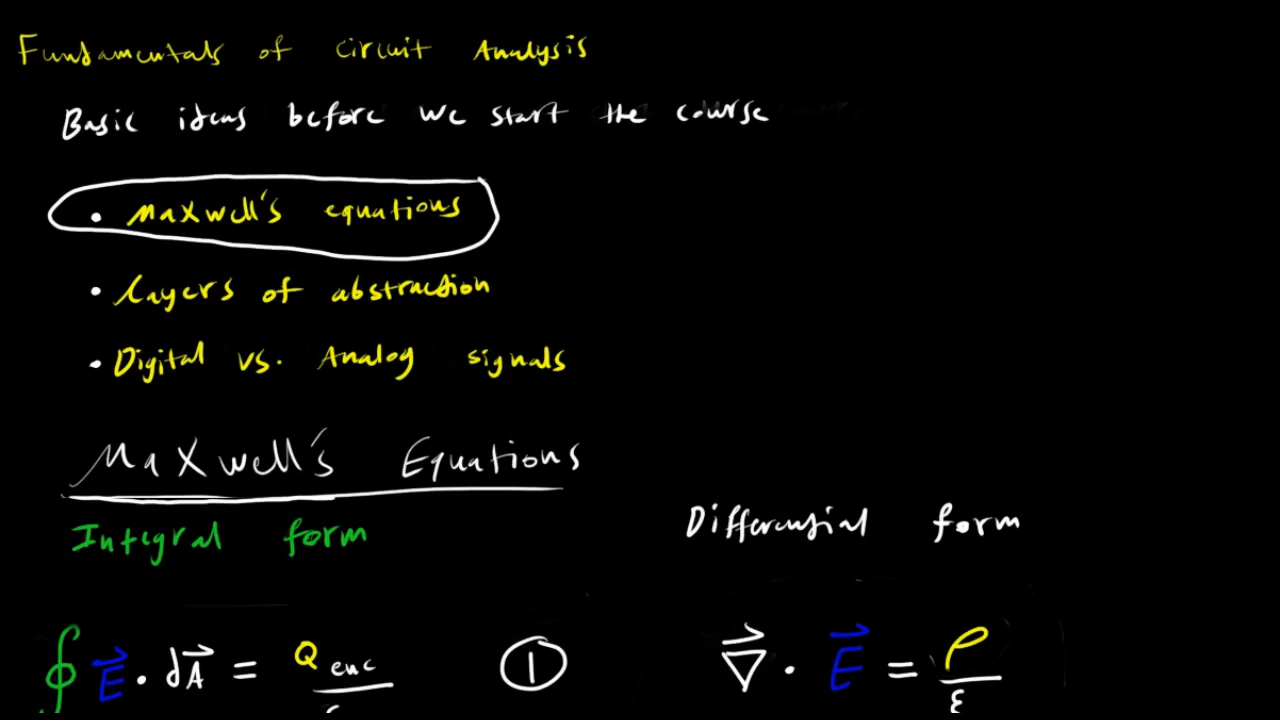 Fundamentals of circuit Analysis
Basic ideas before we start the course
• Maxwell's equations
• Layers of abstraction
• Digital vs. Analog signals
Maxwell's Equations
Integral form
Differential form
∮ E⃗ · dA⃗ = Q enc / ε
①
∇⃗ · E⃗ = ρ / ε